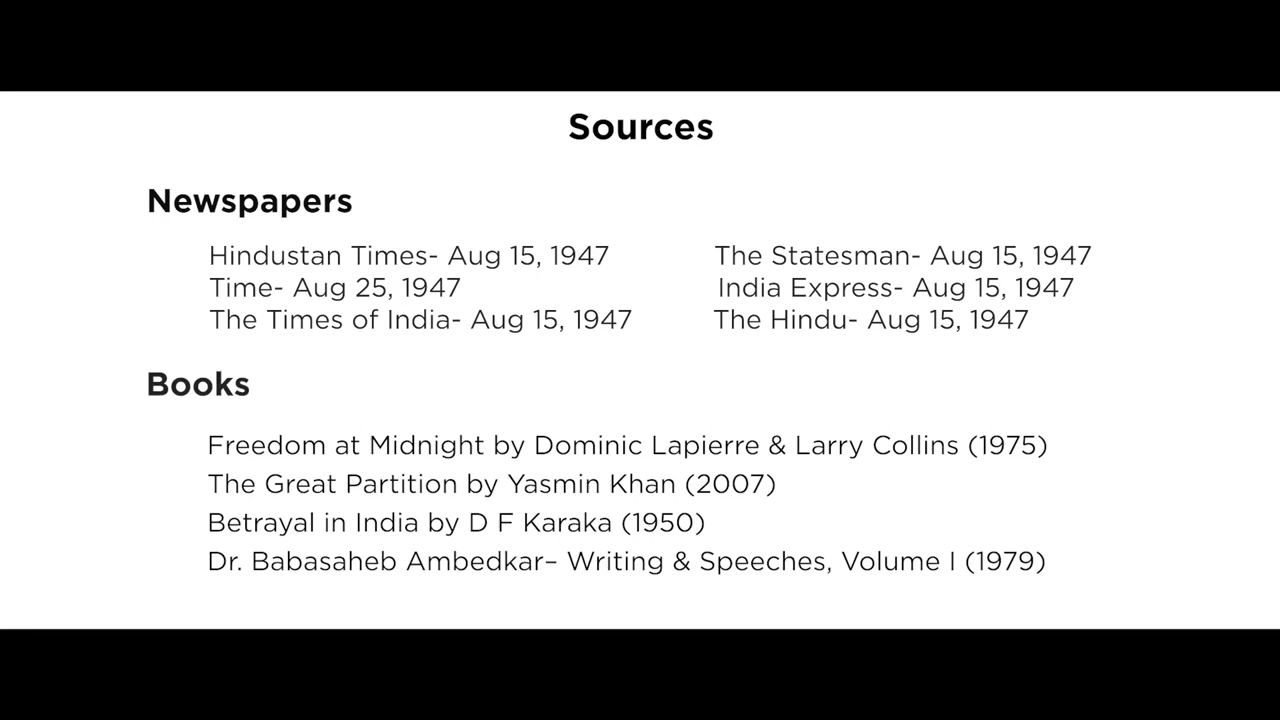 Sources
Newspapers
Hindustan Times- Aug 15, 1947
Time- Aug 25, 1947
The Times of India- Aug 15, 1947
The Statesman- Aug 15, 1947
India Express- Aug 15, 1947
The Hindu- Aug 15, 1947
Books
Freedom at Midnight by Dominic Lapierre & Larry Collins (1975)
The Great Partition by Yasmin Khan (2007)
Betrayal in India by D F Karaka (1950)
Dr. Babasaheb Ambedkar– Writing & Speeches, Volume I (1979)